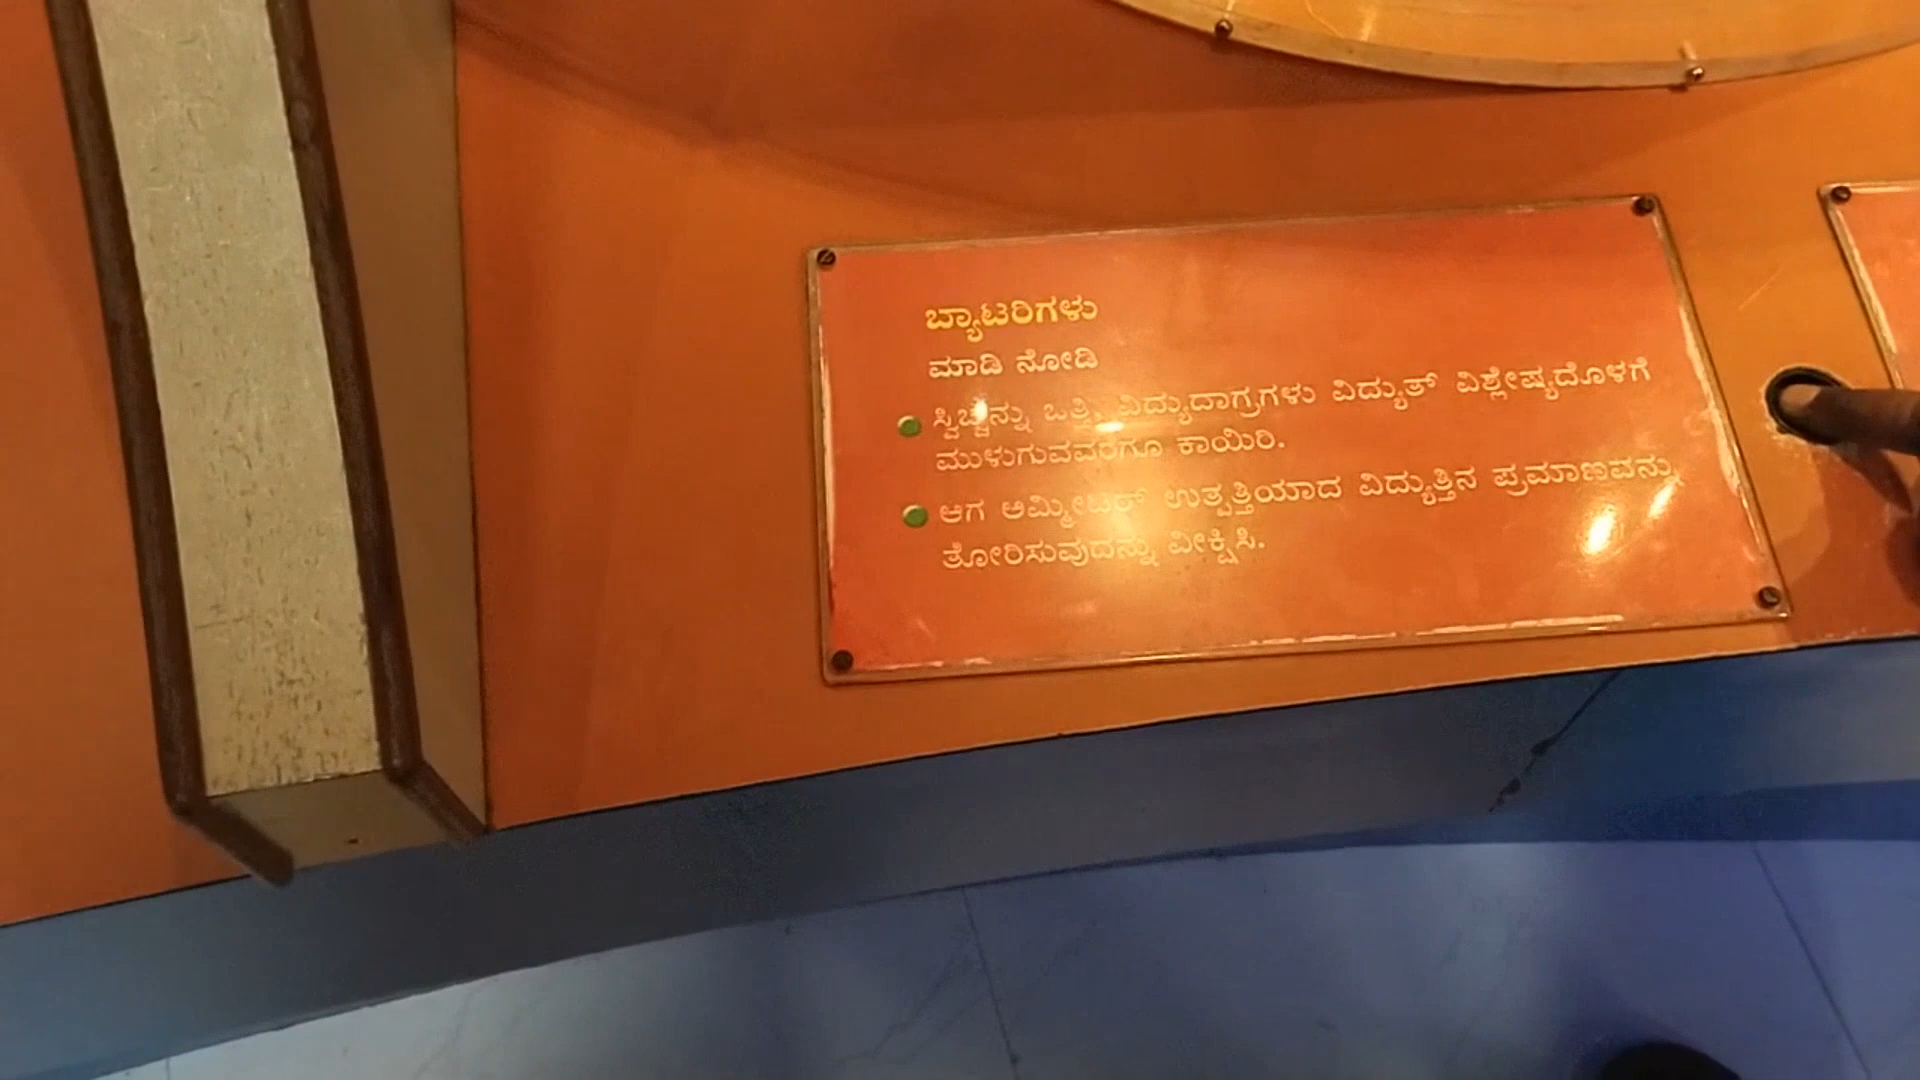 ಬ್ಯಾಟರಿಗಳು
ಮಾಡಿ ನೋಡಿ
ಸ್ವಿಚ್ಚನ್ನು ಒತ್ತಿ, ವಿದ್ಯುದಾಗ್ರಗಳು ವಿದ್ಯುತ್ ವಿಶ್ಲೇಷ್ಯದೊಳಗೆ
ಮುಳುಗುವವರೆಗೂ ಕಾಯಿರಿ.
ಆಗ ಅಮ್ಮೀಟರ್ ಉತ್ಪತ್ತಿಯಾದ ವಿದ್ಯುತ್ತಿನ ಪ್ರಮಾಣವನ್ನು
ತೋರಿಸುವುದನ್ನು ವೀಕ್ಷಿಸಿ.